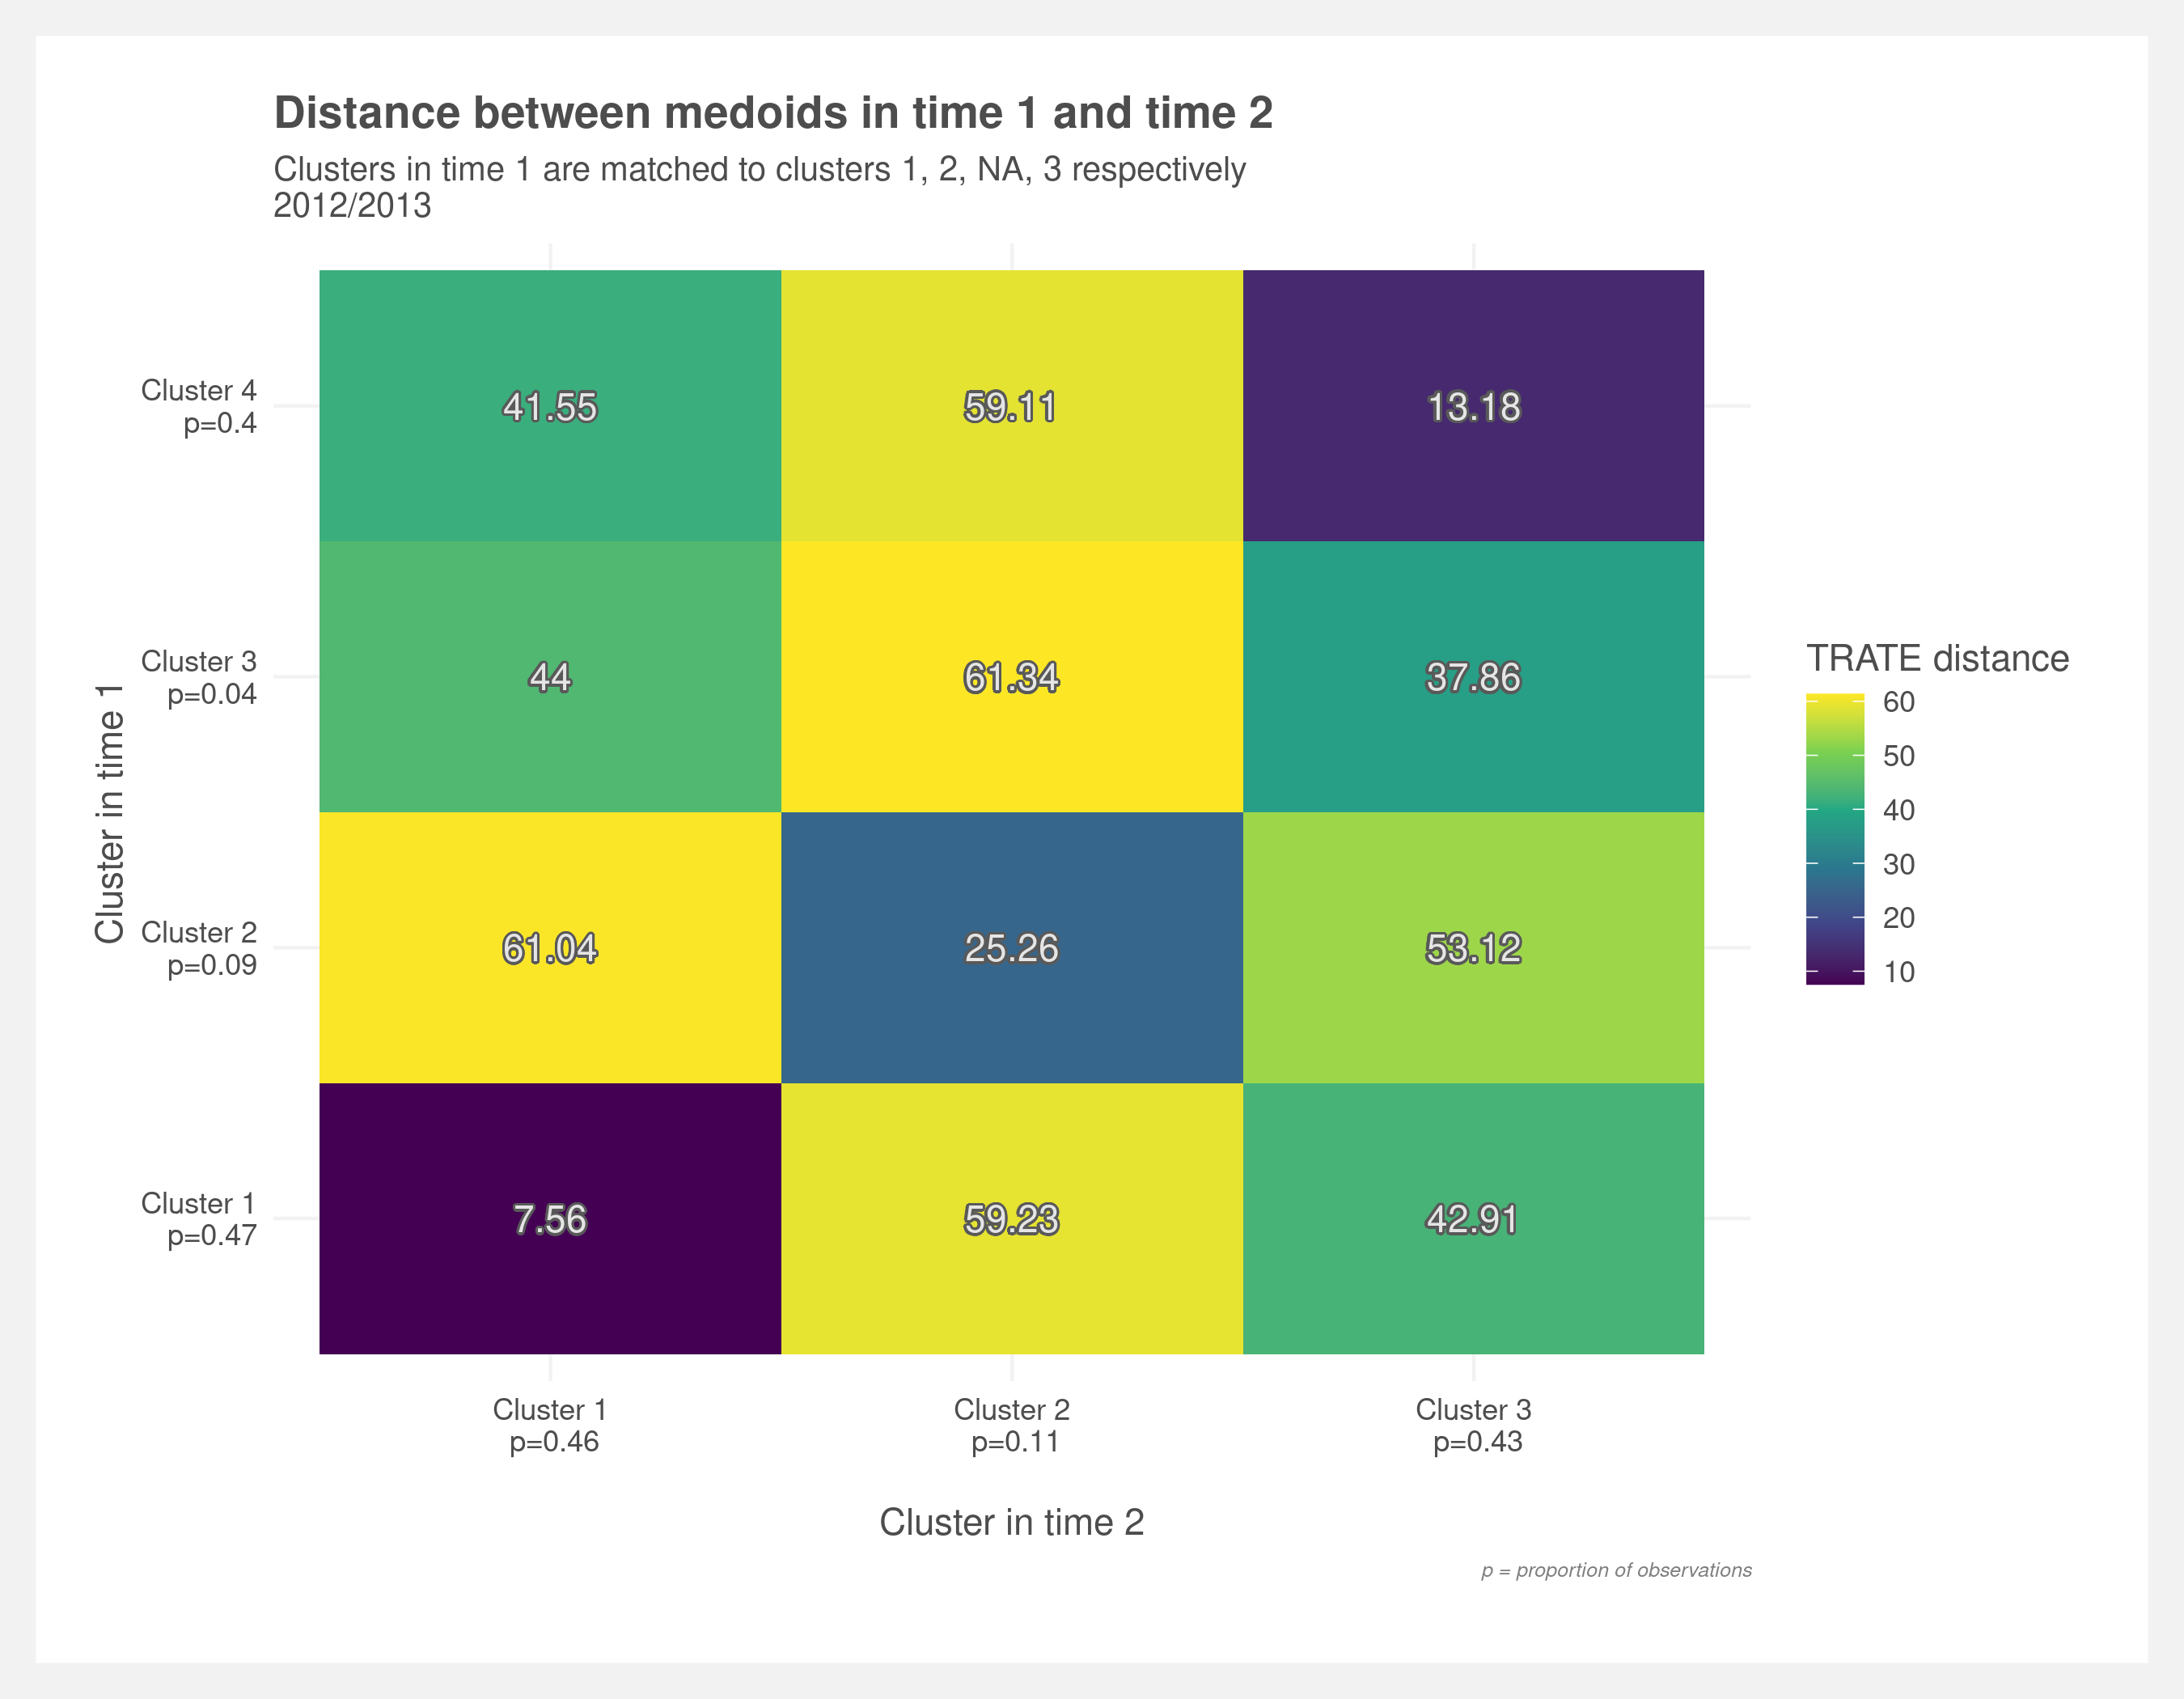 Distance between medoids in time 1 and time 2
Clusters in time 1 are matched to clusters 1, 2, NA, 3 respectively
2012/2013
Cluster in time 1
Cluster 4
p=0.4
41.55
59.11
13.18
Cluster 3
p=0.04
44
61.34
37.86
Cluster 2
p=0.09
61.04
25.26
53.12
Cluster 1
p=0.47
7.56
59.23
42.91
Cluster 1
p=0.46
Cluster 2
p=0.11
Cluster 3
p=0.43
Cluster in time 2
TRATE distance
60
50
40
30
20
10
p = proportion of observations